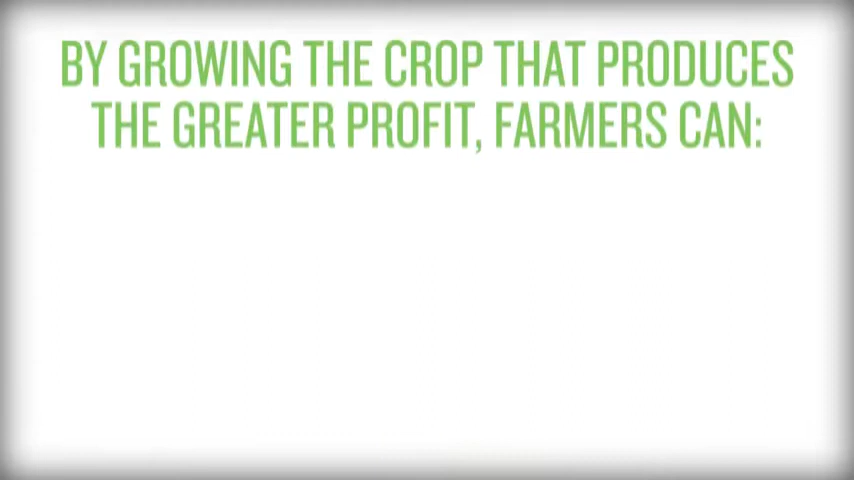 BY GROWING THE CROP THAT PRODUCES
THE GREATER PROFIT, FARMERS CAN: